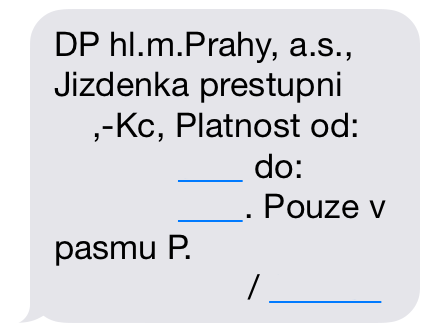 DP hl.m.Prahy, a.s.,
Jizdenka prestupni
,-Kc, Platnost od:
do:
. Pouze v
pasmu P.
/